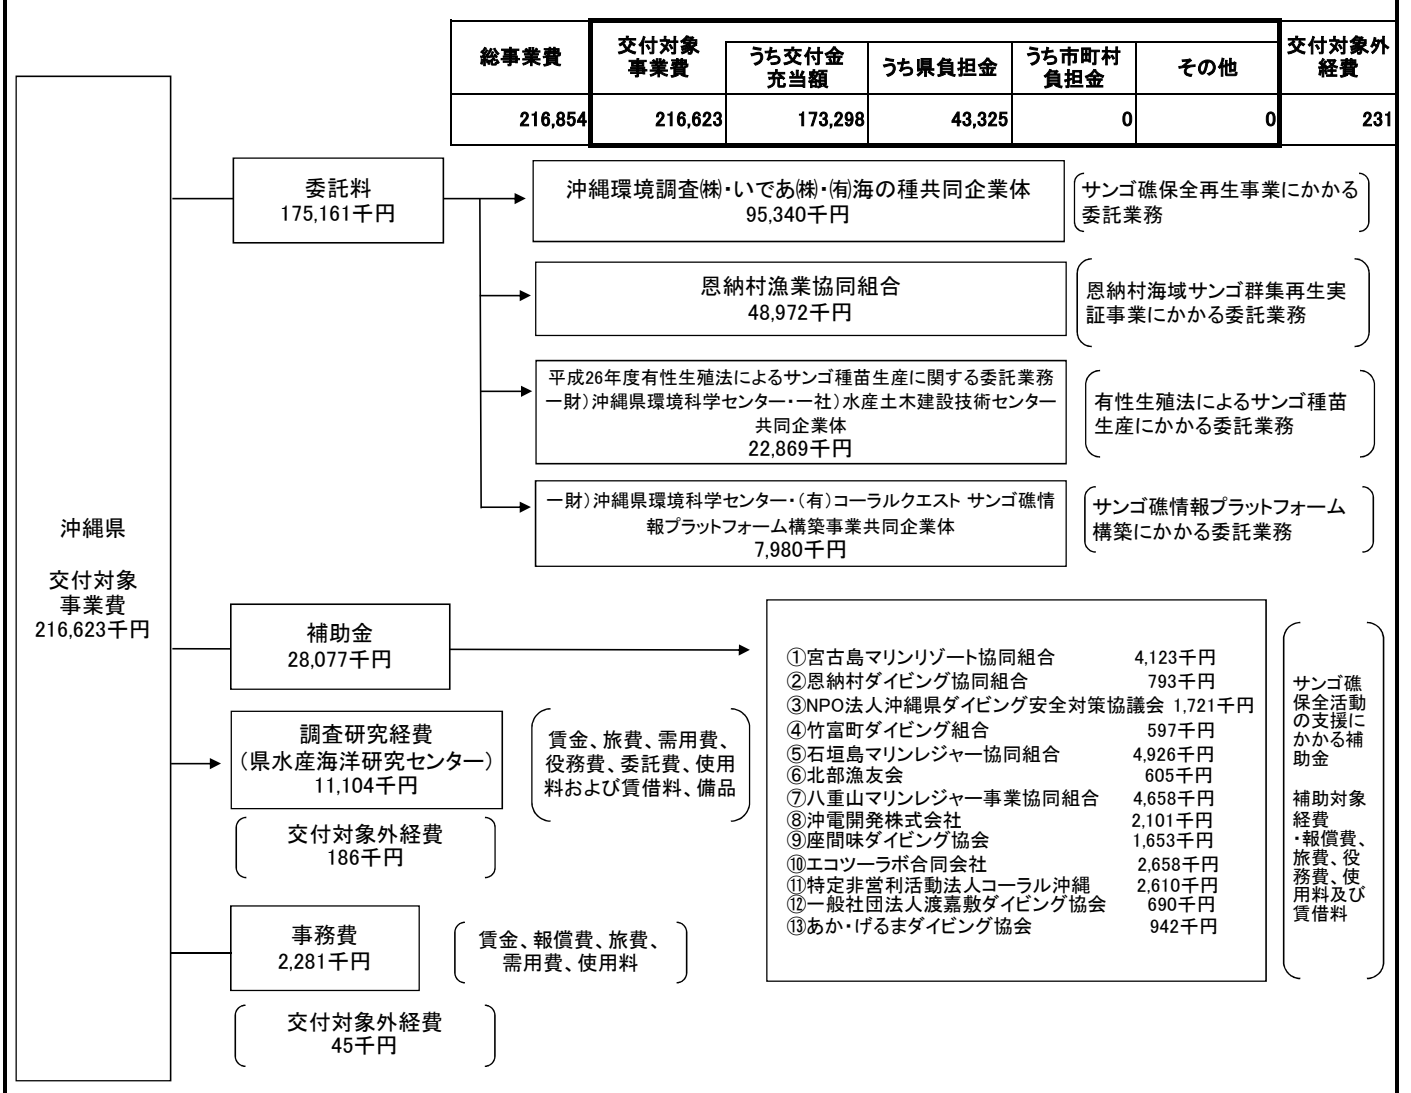 総事業費
交付対象
事業費
うち交付金
充当額
うち県負担金
うち市町村
負担金
その他
交付対象外
経費
216,854
216,623
173,298
43,325
0
0
231
沖縄県
交付対象
事業費
216,623千円
委託料
175,161千円
沖縄環境調査㈱・いであ㈱・㈲海の種共同企業体
95,340千円
サンゴ礁保全再生事業にかかる
委託業務
恩納村漁業協同組合
48,972千円
恩納村海域サンゴ群集再生実
証事業にかかる委託業務
平成26年度有性生殖法によるサンゴ種苗生産に関する委託業務
一財）沖縄県環境科学センター・一社）水産土木建設技術センター
共同企業体
22,869千円
有性生殖法によるサンゴ種苗
生産にかかる委託業務
一財）沖縄県環境科学センター・（有）コーラルクエスト サンゴ礁情
報プラットフォーム構築事業共同企業体
7,980千円
サンゴ礁情報プラットフォーム
構築にかかる委託業務
補助金
28,077千円
①宮古島マリンリゾート協同組合 4,123千円
②恩納村ダイビング協同組合 793千円
③NPO法人沖縄県ダイビング安全対策協議会 1,721千円
④竹富町ダイビング組合 597千円
⑤石垣島マリンレジャー協同組合 4,926千円
⑥北部漁友会 605千円
⑦八重山マリンレジャー事業協同組合 4,658千円
⑧沖電開発株式会社 2,101千円
⑨座間味ダイビング協会 1,653千円
⑩エコツーラボ合同会社 2,658千円
⑪特定非営利活動法人コーラル沖縄 2,610千円
⑫一般社団法人渡嘉敷ダイビング協会 690千円
⑬あか・げるまダイビング協会 942千円
サンゴ礁
保全活動
の支援に
かかる補
助金
補助対象
経費
・報償費、
旅費、役
務費、使
用料及び
賃借料
調査研究経費
（県水産海洋研究センター）
11,104千円
賃金、旅費、需用費、
役務費、委託費、使用
料および賃借料、備品
交付対象外経費
186千円
事務費
2,281千円
賃金、報償費、旅費、
需用費、使用料
交付対象外経費
45千円